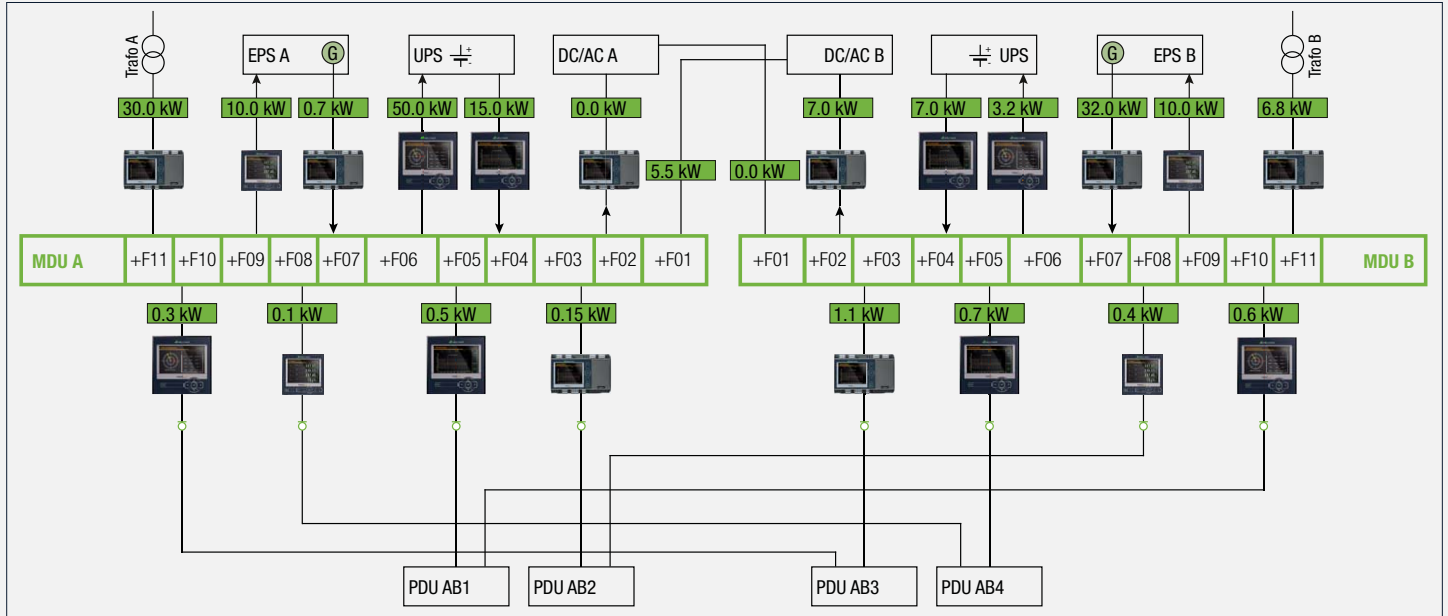 Trafo A
EPS A
G
UPS
+
-
DC/AC A
DC/AC B
+
-
UPS
G
EPS B
Trafo B
30.0 kW
10.0 kW
0.7 kW
50.0 kW
15.0 kW
0.0 kW
7.0 kW
7.0 kW
3.2 kW
32.0 kW
10.0 kW
6.8 kW
5.5 kW
0.0 kW
MDU A
+F11
+F10
+F09
+F08
+F07
+F06
+F05
+F04
+F03
+F02
+F01
+F01
+F02
+F03
+F04
+F05
+F06
+F07
+F08
+F09
+F10
+F11
MDU B
0.3 kW
0.1 kW
0.5 kW
0.15 kW
1.1 kW
0.7 kW
0.4 kW
0.6 kW
PDU AB1
PDU AB2
PDU AB3
PDU AB4